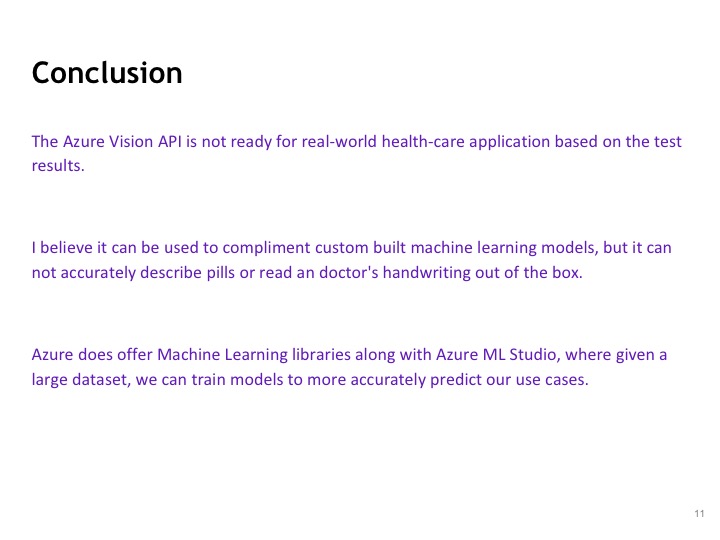 Conclusion
The Azure Vision API is not ready for real-world health-care application based on the test
results.
I believe it can be used to compliment custom built machine learning models, but it can
not accurately describe pills or read an doctor's handwriting out of the box.
Azure does offer Machine Learning libraries along with Azure ML Studio, where given a
large dataset, we can train models to more accurately predict our use cases.
11